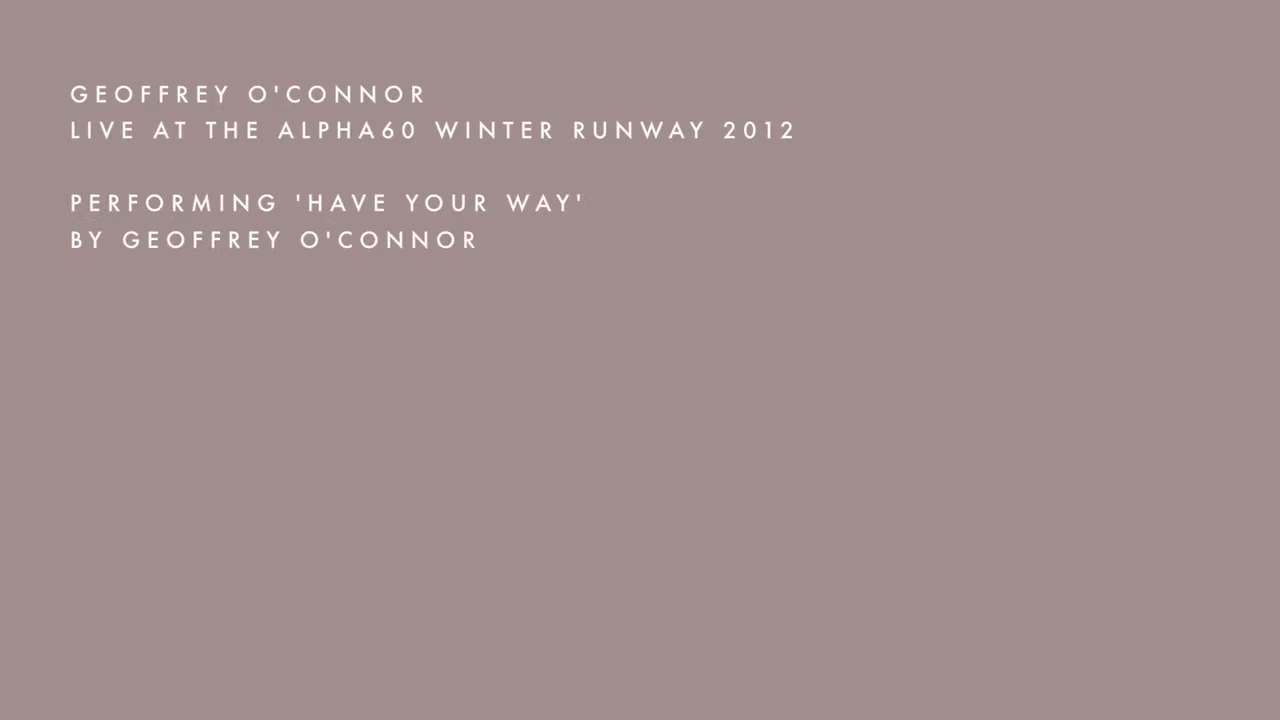 GEOFFREY O'CONNOR
LIVE AT THE ALPHA60 WINTER RUNWAY 2012
PERFORMING 'HAVE YOUR WAY'
BY GEOFFREY O'CONNOR